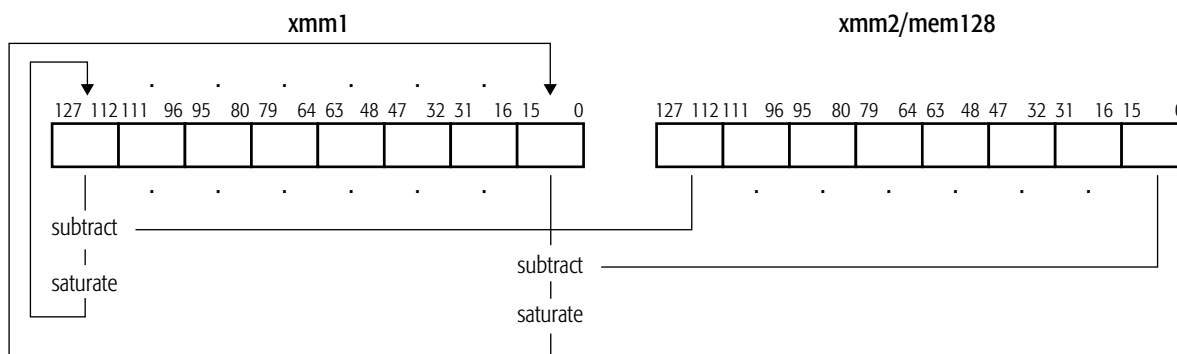 xmm1 xmm2/mem128
127 112 111 96 95 80 79 64 63 48 47 32 31 16 15 0 127 112 111 96 95 80 79 64 63 48 47 32 31 16 15 0
subtract
subtract
saturate
saturate